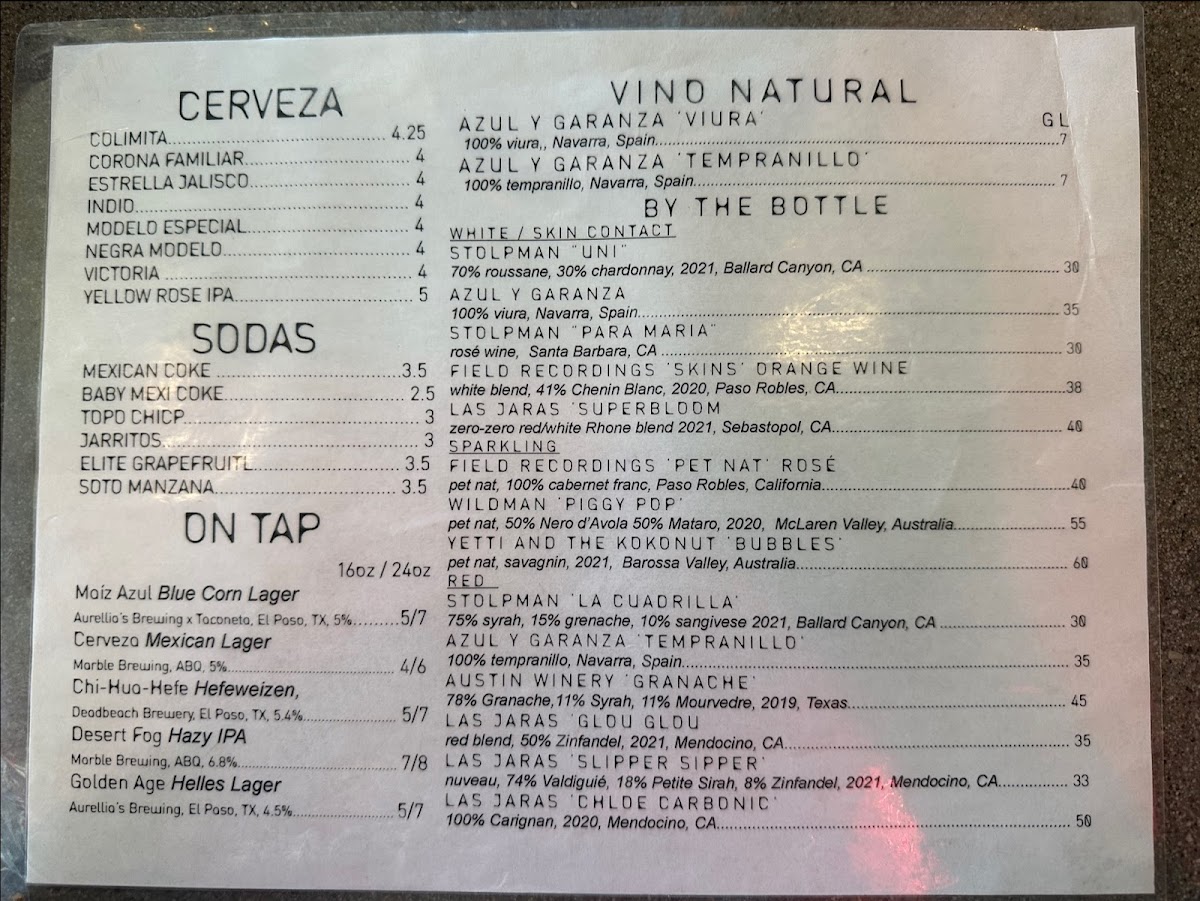 CERVEZA
COLIMITA 4.25
CORONA FAMILIAR 4
ESTRELLA JALISCO 4
INDIO 4
MODELO ESPECIAL 4
NEGRA MODELO 4
VICTORIA 4
YELLOW ROSE IPA 5
SODAS
MEXICAN COKE 3.5
BABY MEXI COKE 2.5
TOPO CHICP 3
JARRITOS 3
ELITE GRAPEFRUITL 3.5
SOTO MANZANA 3.5
ON TAP
16oz / 24oz
Maíz Azul Blue Corn Lager
Aurellia's Brewing x Taconeta, El Paso, TX, 5% 5/7
Cerveza Mexican Lager
Marble Brewing, ABQ, 5% 4/6
Chi-Hua-Hefe Hefeweizen,
Deadbeach Brewery, El Paso, TX, 5.4% 5/7
Desert Fog Hazy IPA
Marble Brewing, ABQ, 6.8% 7/8
Golden Age Helles Lager
Aurellia's Brewing, El Paso, TX, 4.5% 5/7
VINO NATURAL
AZUL Y GARANZA 'VIURA' GL
100% viura,, Navarra, Spain 7
AZUL Y GARANZA 'TEMPRANILLO'
100% tempranillo, Navarra, Spain 7
BY THE BOTTLE
WHITE / SKIN CONTACT
STOLPMAN "UNI"
70% roussane, 30% chardonnay, 2021, Ballard Canyon, CA 30
AZUL Y GARANZA
100% viura, Navarra, Spain 35
STOLPMAN "PARA MARIA"
rosé wine, Santa Barbara, CA 30
FIELD RECORDINGS 'SKINS' ORANGE WINE
white blend, 41% Chenin Blanc, 2020, Paso Robles, CA 38
LAS JARAS 'SUPERBLOOM
zero-zero red/white Rhone blend 2021, Sebastopol, CA 40
SPARKLING
FIELD RECORDINGS 'PET NAT' ROSÉ
pet nat, 100% cabernet franc, Paso Robles, California 40
WILDMAN 'PIGGY POP'
pet nat, 50% Nero d'Avola 50% Mataro, 2020, McLaren Valley, Australia 55
YETTI AND THE KOKONUT 'BUBBLES'
pet nat, savagnin, 2021, Barossa Valley, Australia 60
RED
STOLPMAN 'LA CUADRILLA'
75% syrah, 15% grenache, 10% sangivese 2021, Ballard Canyon, CA 30
AZUL Y GARANZA 'TEMPRANILLO'
100% tempranillo, Navarra, Spain 35
AUSTIN WINERY 'GRANACHE'
78% Granache,11% Syrah, 11% Mourvedre, 2019, Texas 45
LAS JARAS 'GLOU GLOU
red blend, 50% Zinfandel, 2021, Mendocino, CA 35
LAS JARAS 'SLIPPER SIPPER'
nuveau, 74% Valdiguié, 18% Petite Sirah, 8% Zinfandel, 2021, Mendocino, CA 33
LAS JARAS 'CHLOE CARBONIC'
100% Carignan, 2020, Mendocino, CA 50